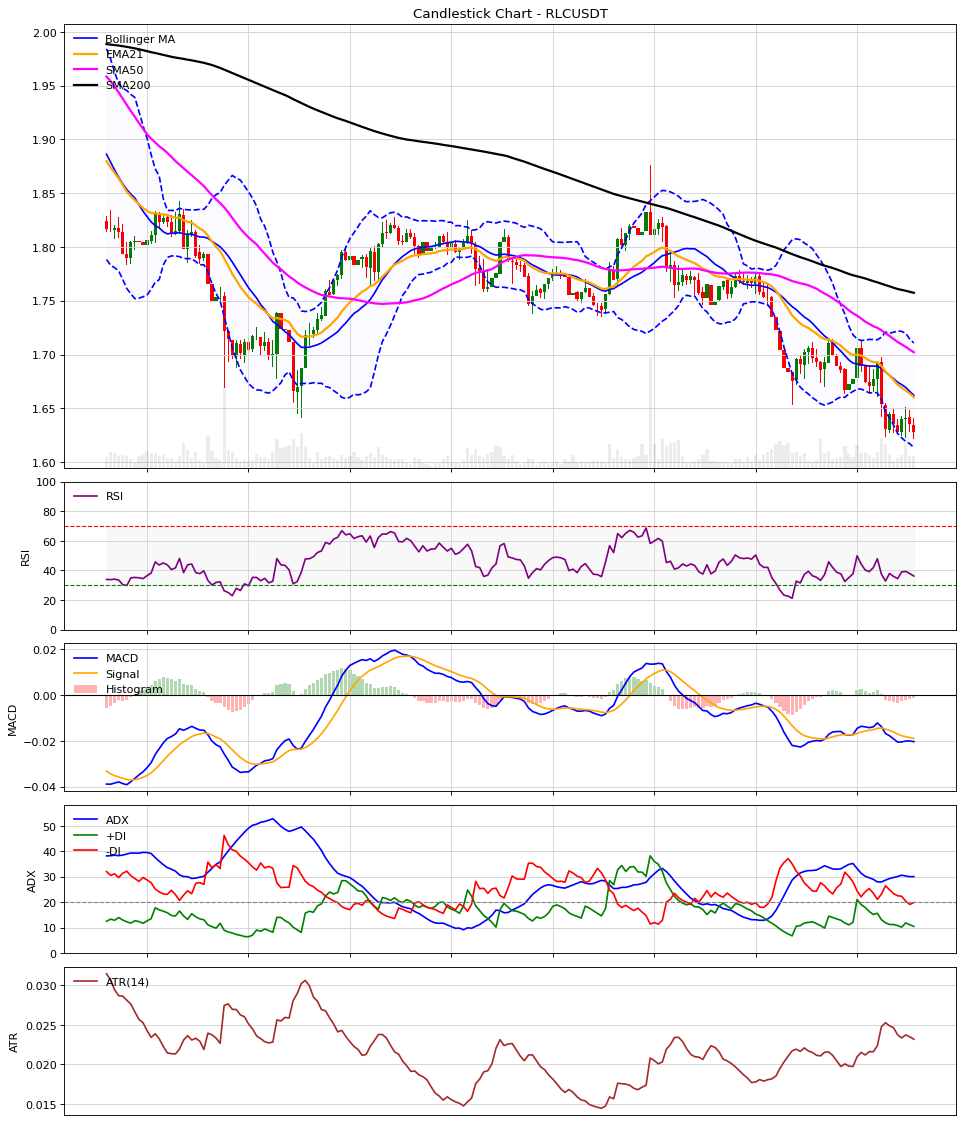 Candlestick Chart - RLCUSDT
2.00
1.95
1.90
1.85
1.80
1.75
1.70
1.65
1.60
Bollinger MA
EMA21
SMA50
SMA200
100
80
60
40
20
0
RSI
RSI
0.02
0.00
−0.02
−0.04
MACD
MACD
Signal
Histogram
50
40
30
20
10
0
ADX
ADX
+DI
-DI
0.030
0.025
0.020
0.015
ATR
ATR(14)